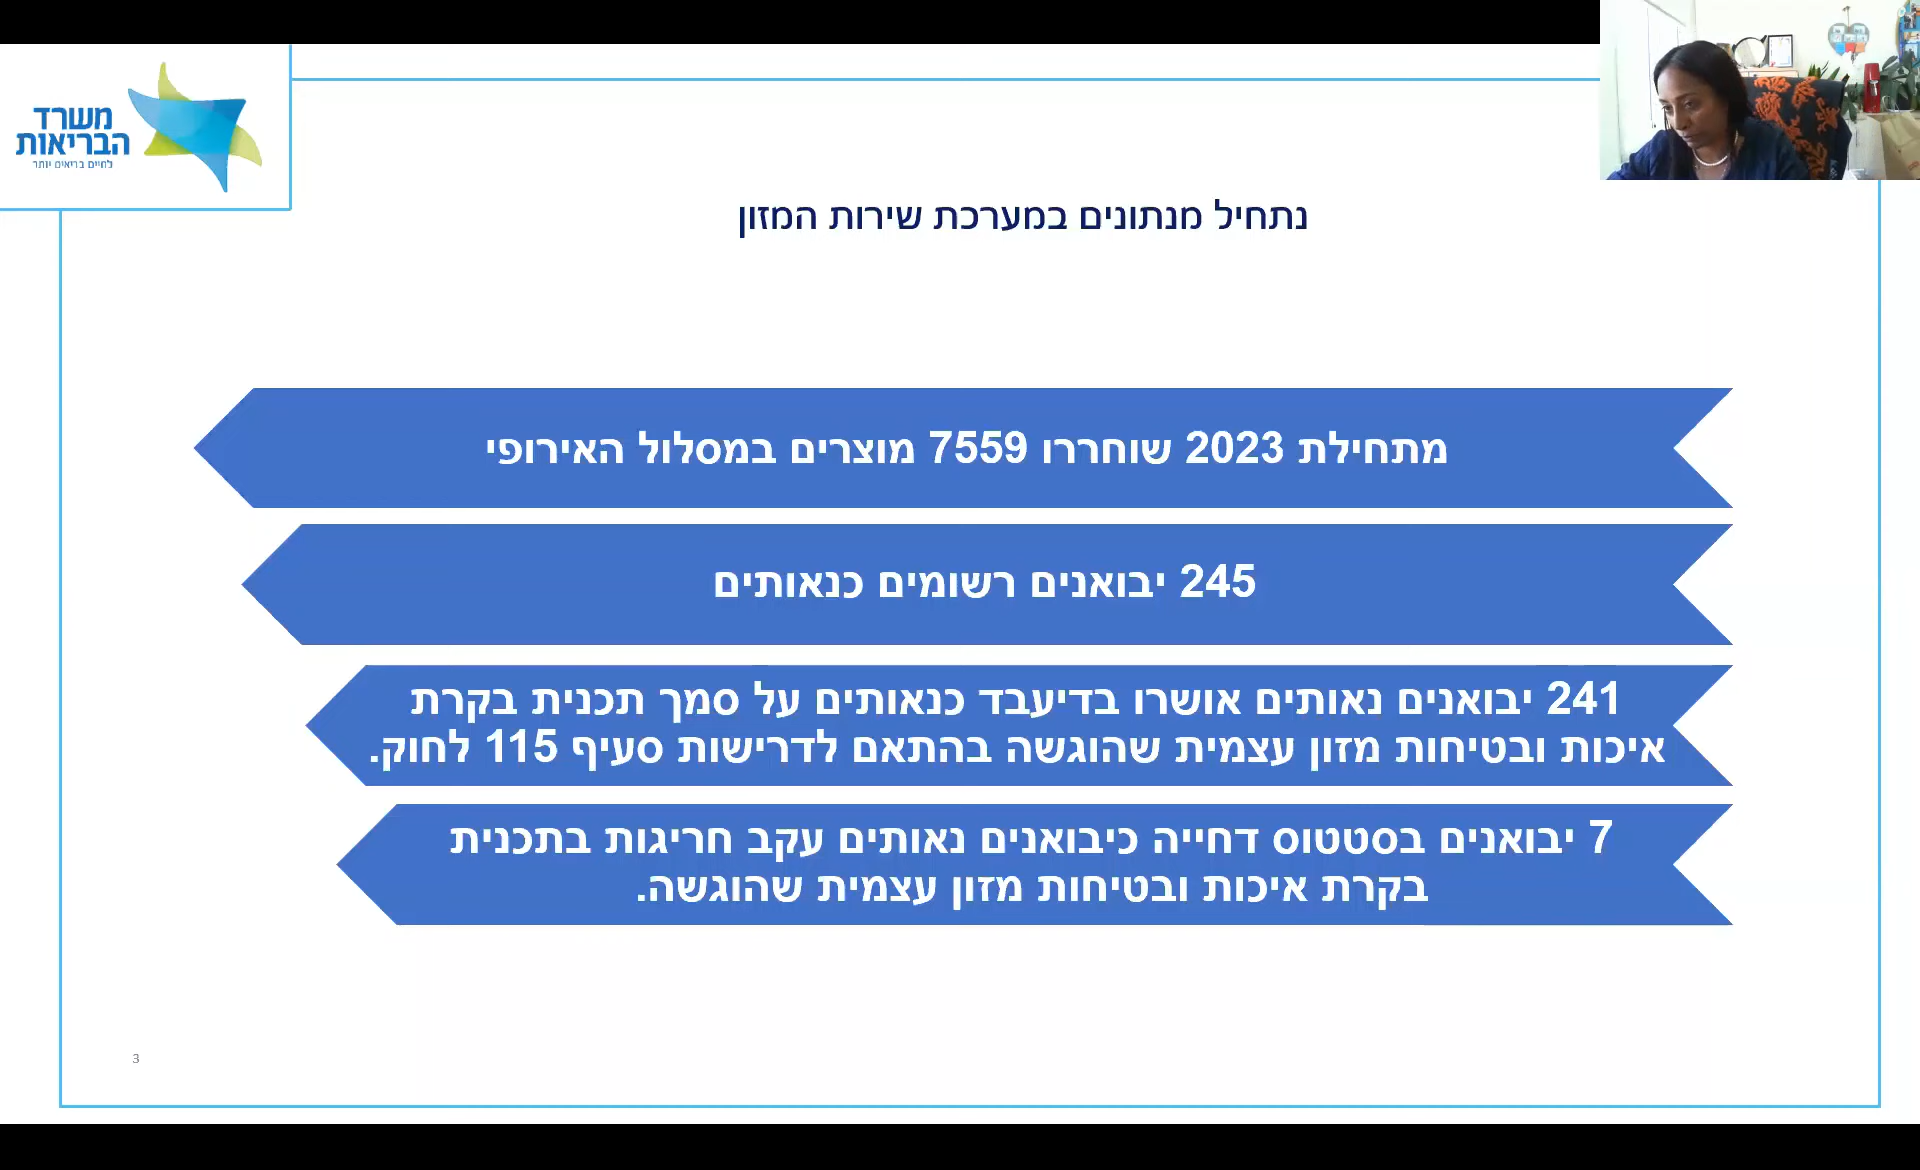 משרד
הבריאות
לחיים בריאים יותר
נתחיל מנתונים במערכת שירות המזון
מתחילת 2023 שוחררו 7559 מוצרים במסלול האירופי
245 יבואנים רשומים כנאותים
241 יבואנים נאותים אושרו בדיעבד כנאותים על סמך תכנית בקרת
איכות ובטיחות מזון עצמית שהוגשה בהתאם לדרישות סעיף 115 לחוק.
7 יבואנים בסטטוס דחייה כיבואנים נאותים עקב חריגות בתכנית
בקרת איכות ובטיחות מזון עצמית שהוגשה.
3